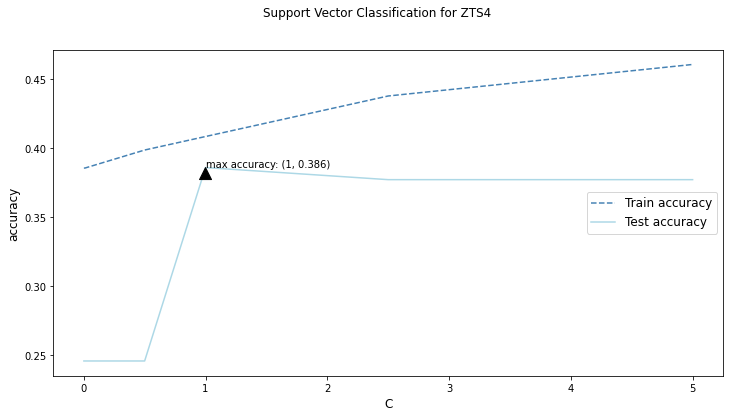 Support Vector Classification for ZTS4
accuracy
0.45
0.40
0.35
0.30
0.25
max accuracy: (1, 0.386)
Train accuracy
Test accuracy
0 1 2 3 4 5
C